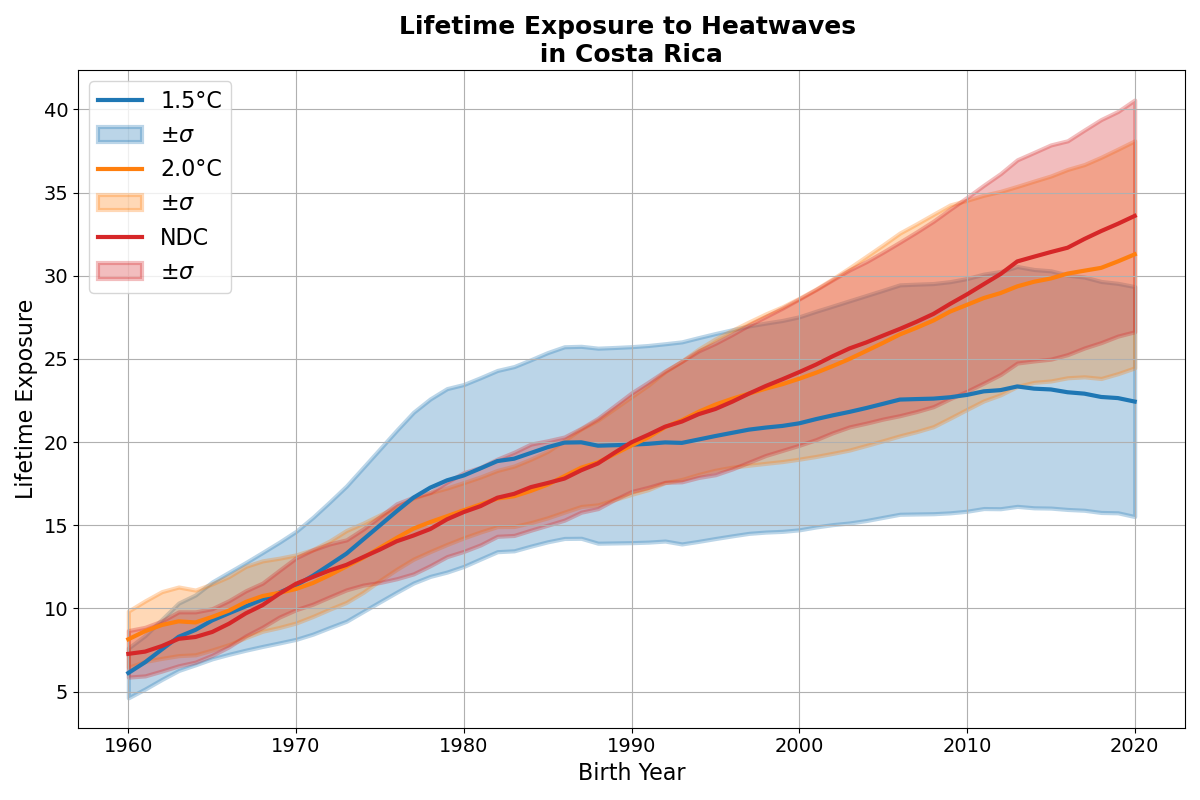 Lifetime Exposure to Heatwaves
in Costa Rica
1.5°C
±σ
2.0°C
±σ
NDC
±σ
Lifetime Exposure
40
35
30
25
20
15
10
5
1960 1970 1980 1990 2000 2010 2020
Birth Year